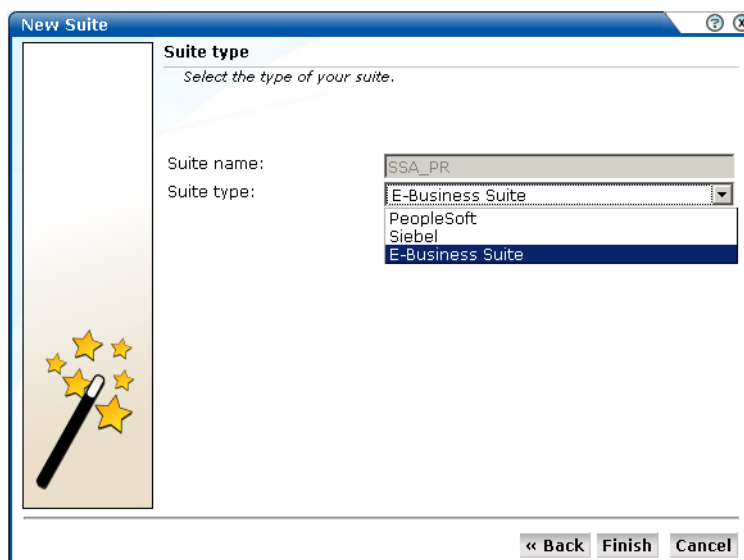 New Suite
Suite type
Select the type of your suite.
Suite name: SSA_PR
Suite type: E-Business Suite
PeopleSoft
Siebel
E-Business Suite
« Back Finish Cancel